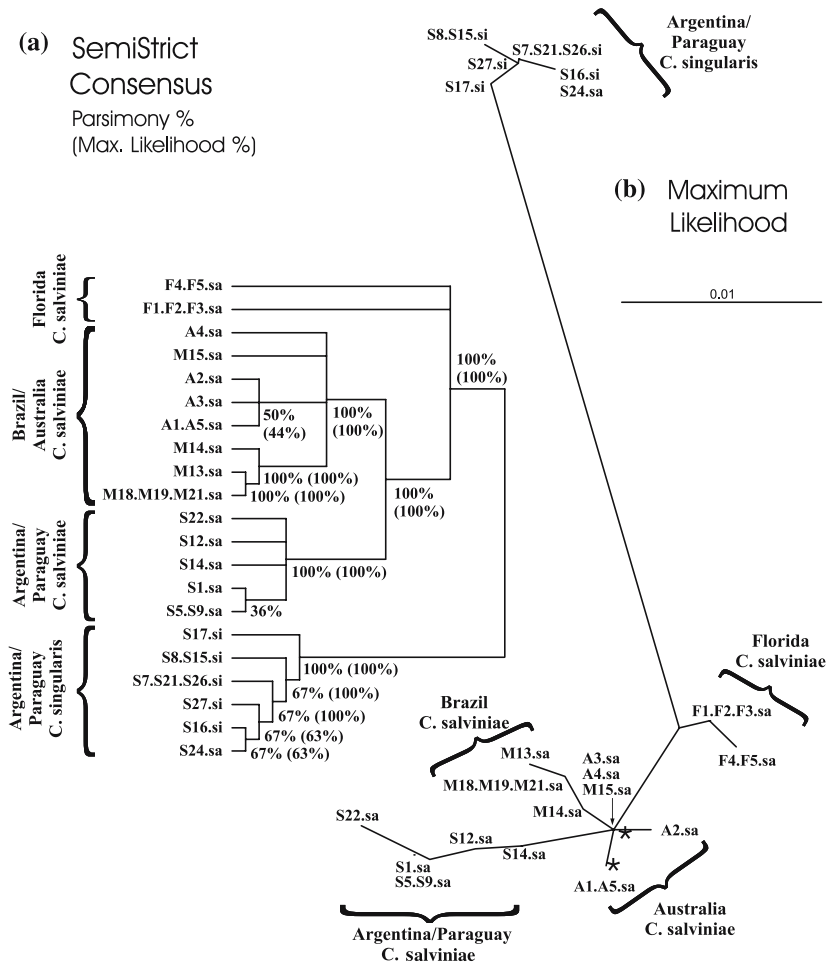 (a) SemiStrict
Consensus
Parsimony %
(Max. Likelihood %)
Florida
C. salviniae
Brazil/
Australia
C. salviniae
Argentina/
Paraguay
C. salviniae
Argentina/
Paraguay
C. singularis
F4.F5.sa
F1.F2.F3.sa
A4.sa
M15.sa
A2.sa
A3.sa
A1.A5.sa
M14.sa
M13.sa
M18.M19.M21.sa
S22.sa
S12.sa
S14.sa
S1.sa
S5.S9.sa
S17.si
S8.S15.si
S7.S21.S26.si
S27.si
S16.si
S24.sa
100%
(100%)
50%
(44%)
100%
(100%)
100% (100%)
100% (100%)
100%
(100%)
100% (100%)
36%
100% (100%)
67% (100%)
67% (100%)
67% (63%)
67% (63%)
(b) Maximum
Likelihood
0.01
Argentina/
Paraguay
C. singularis
S8.S15.si
S7.S21.S26.si
S27.si
S16.si
S24.sa
S17.si
Florida
C. salviniae
F1.F2.F3.sa
F4.F5.sa
Brazil
C. salviniae
M13.sa
M18.M19.M21.sa
M14.sa
A3.sa
A4.sa
M15.sa
A2.sa
*
*
A1.A5.sa
Australia
C. salviniae
S22.sa
S12.sa
S14.sa
S1.sa
S5.S9.sa
Argentina/Paraguay
C. salviniae